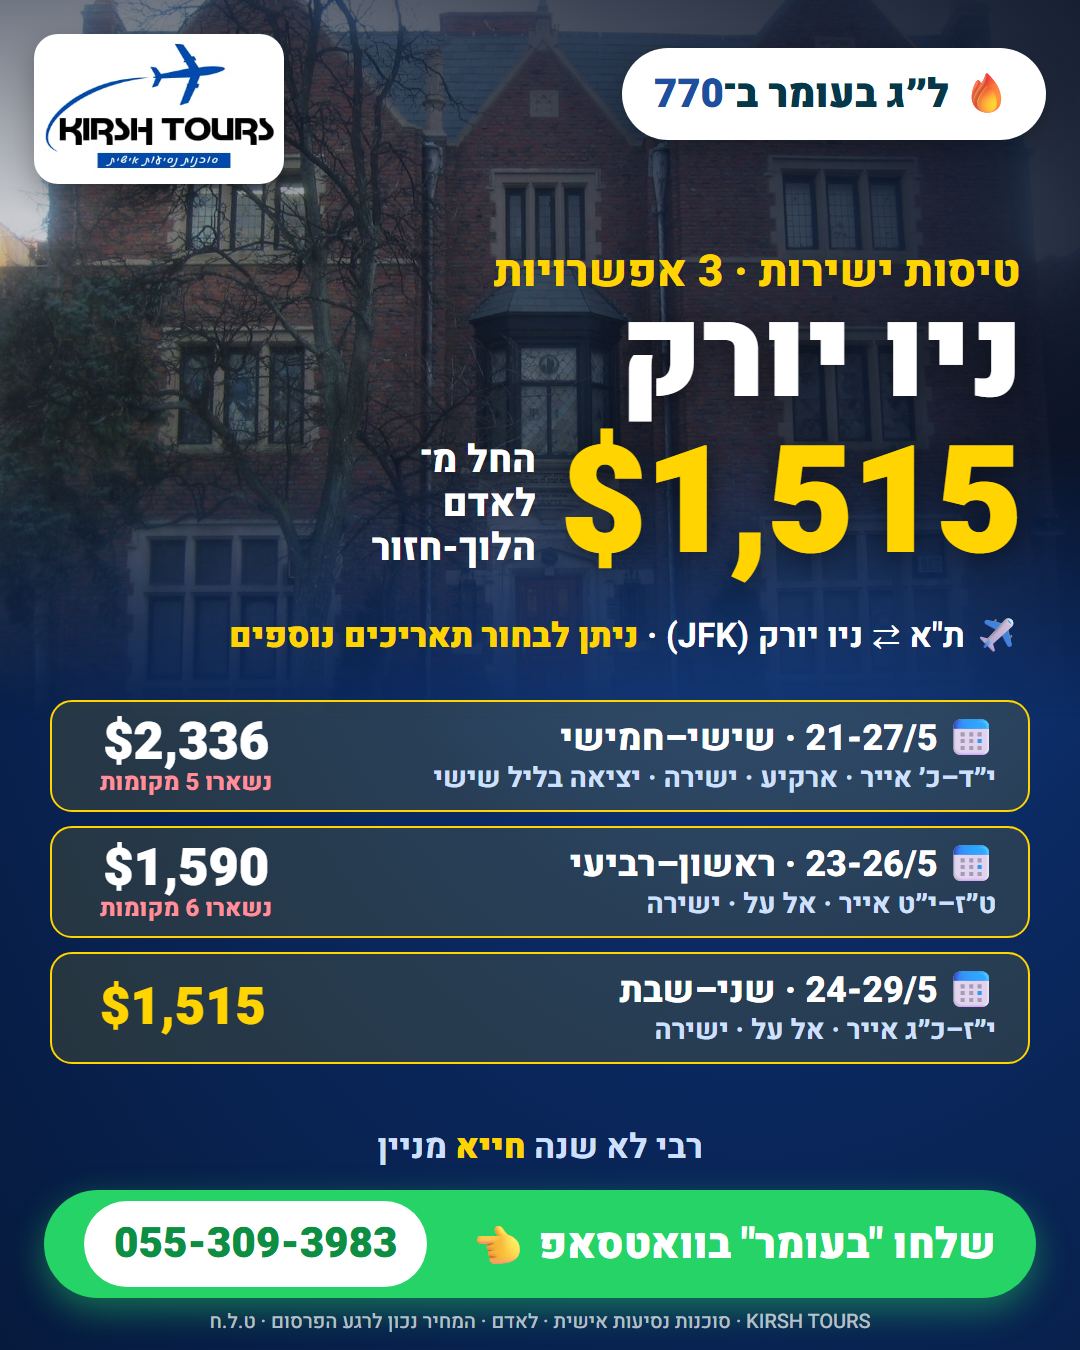 KIRSH TOURS
סוכנות נסיעות אישית
ל״ג בעומר ב־770
טיסות ישירות · 3 אפשרויות
ניו יורק
$1,515
החל מ־
לאדם
הלוך-חזור
ת"א ⇄ ניו יורק (JFK) · ניתן לבחור תאריכים נוספים
21-27/5 · שישי–חמישי
י״ד–כ׳ אייר · ארקיע · ישירה · יציאה בליל שישי
$2,336
נשארו 5 מקומות
23-26/5 · ראשון–רביעי
ט״ז–י״ט אייר · אל על · ישירה
$1,590
נשארו 6 מקומות
24-29/5 · שני–שבת
י״ז–כ״ג אייר · אל על · ישירה
$1,515
רבי לא שנה חייא מניין
שלחו "בעומר" בוואטסאפ
055-309-3983
KIRSH TOURS · סוכנות נסיעות אישית · לאדם · המחיר נכון לרגע הפרסום · ט.ל.ח